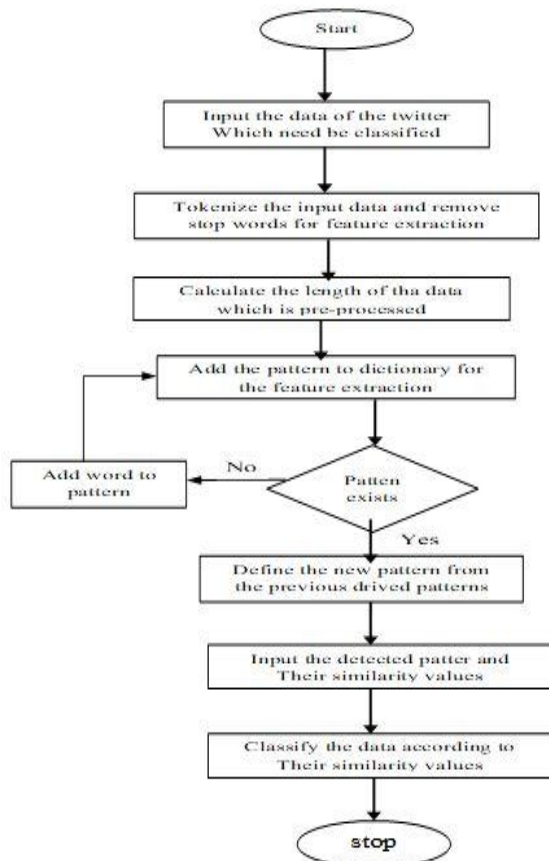 Start
Input the data of the twitter
Which need be classified
Tokenize the input data and remove
stop words for feature extraction
Calculate the length of tha data
which is pre-processed
Add the pattern to dictionary for
the feature extraction
Add word to
pattern
No
Patten
exists
Yes
Define the new pattern from
the previous drived patterns
Input the detected patter and
Their similarity values
Classify the data according to
Their similarity values
stop